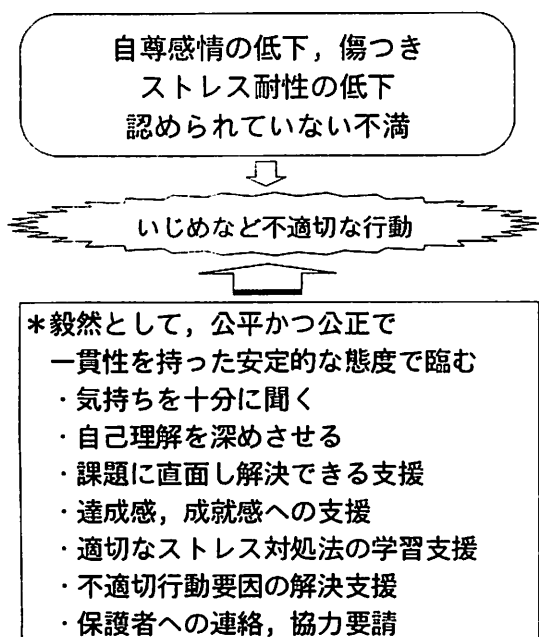 自尊感情の低下，傷つき
ストレス耐性の低下
認められていない不満
いじめなど不適切な行動
＊毅然として，公平かつ公正で
一貫性を持った安定的な態度で臨む
・気持ちを十分に聞く
・自己理解を深めさせる
・課題に直面し解決できる支援
・達成感，成就感への支援
・適切なストレス対処法の学習支援
・不適切行動要因の解決支援
・保護者への連絡，協力要請